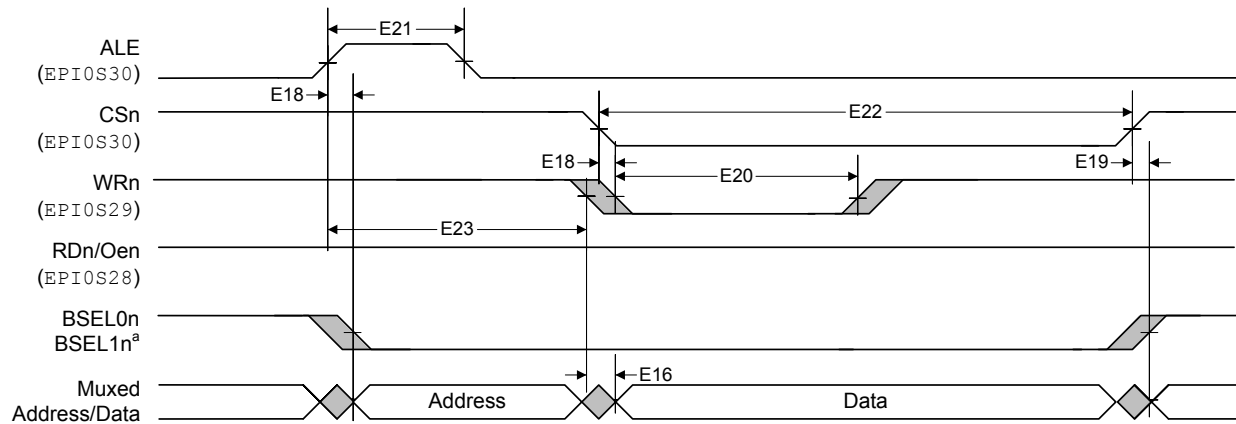 E21
ALE
(EPI0S30)
E18
CSn
E22
(EPI0S30)
E18
E19
WRn
E20
(EPI0S29)
E23
RDn/Oen
(EPI0S28)
BSEL0n
BSEL1nª
E16
Muxed
Address/Data
Address
Data